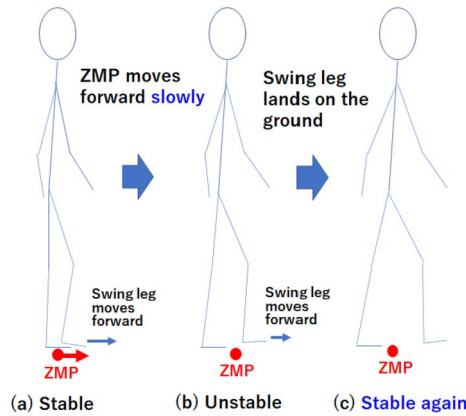 ZMP moves
forward slowly
Swing leg
lands on the
ground
Swing leg
moves
forward
Swing leg
moves
forward
ZMP
ZMP
ZMP
(a) Stable
(b) Unstable
(c) Stable again